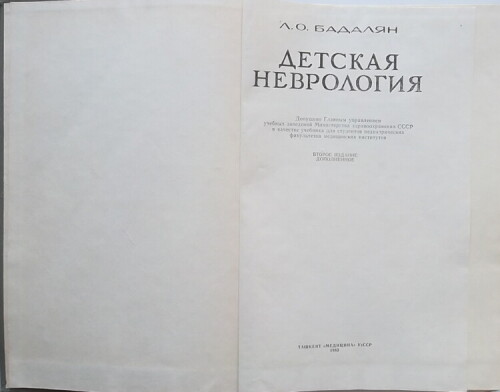 Л. О. БАДАЛЯН
ДЕТСКАЯ
НЕВРОЛОГИЯ
Допущено Главным управлением
учебных заведений Министерства здравоохранения СССР
в качестве учебника для студентов педиатрических
факультетов медицинских институтов
ВТОРОЕ ИЗДАНИЕ,
ДОПОЛНЕННОЕ
ТАШКЕНТ «МЕДИЦИНА» УзССР